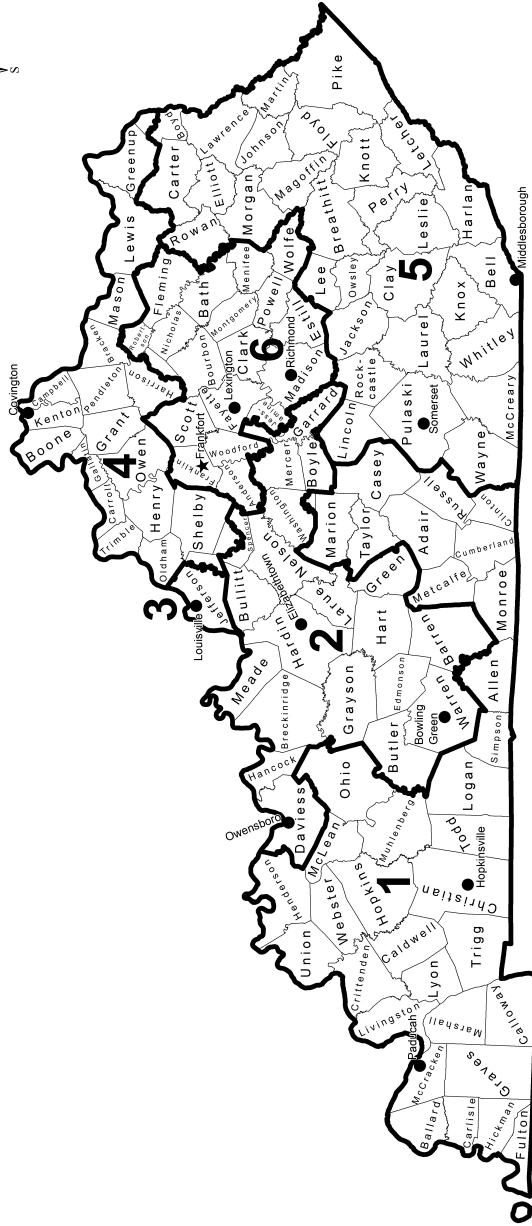 S
Covington
Boone
Kenton
Campbell
Pendleton
Bracken
Mason
Lewis
Greenup
Boyd
Carter
Elliott
Lawrence
Rowan
Fleming
Robertson
Nicholas
Harrison
Grant
4
Owen
Gallatin
Carroll
Trimble
Henry
Oldham
Shelby
3
Jefferson
Louisville
Scott
Frankfort
Franklin
Woodford
Anderson
Fayette
Lexington
Bourbon
Bath
Montgomery
Menifee
Clark
Powell
Wolfe
Morgan
Johnson
Martin
Magoffin
Floyd
Pike
Knott
Letcher
Perry
Breathitt
Lee
Owsley
Leslie
Harlan
Clay
5
Estill
6
Richmond
Madison
Garrard
Jackson
Rock-
castle
Lincoln
Laurel
Knox
Bell
Middlesborough
Whitley
McCreary
Pulaski
Somerset
Wayne
Casey
Boyle
Mercer
Washington
Marion
Taylor
Adair
Russell
Clinton
Cumberland
Metcalfe
Monroe
Green
Spencer
Nelson
Bullitt
Elizabethtown
Hardin
Larue
2
Hart
Barren
Allen
Meade
Breckinridge
Grayson
Edmonson
Warren
Bowling
Green
Butler
Simpson
Logan
Hancock
Owensboro
Daviess
Ohio
McLean
Muhlenberg
Todd
Henderson
Webster
Hopkins
1
Christian
Hopkinsville
Union
Crittenden
Caldwell
Lyon
Trigg
Livingston
Paducah
McCracken
Marshall
Calloway
Graves
Ballard
Carlisle
Hickman
Fulton